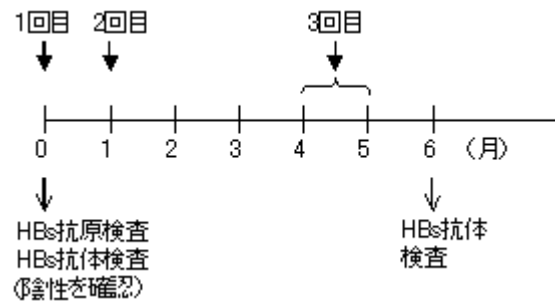 1回目 2回目 3回目
0 1 2 3 4 5 6 (月)
HBs抗原検査
HBs抗体検査
(陰性を確認)
HBs抗体
検査